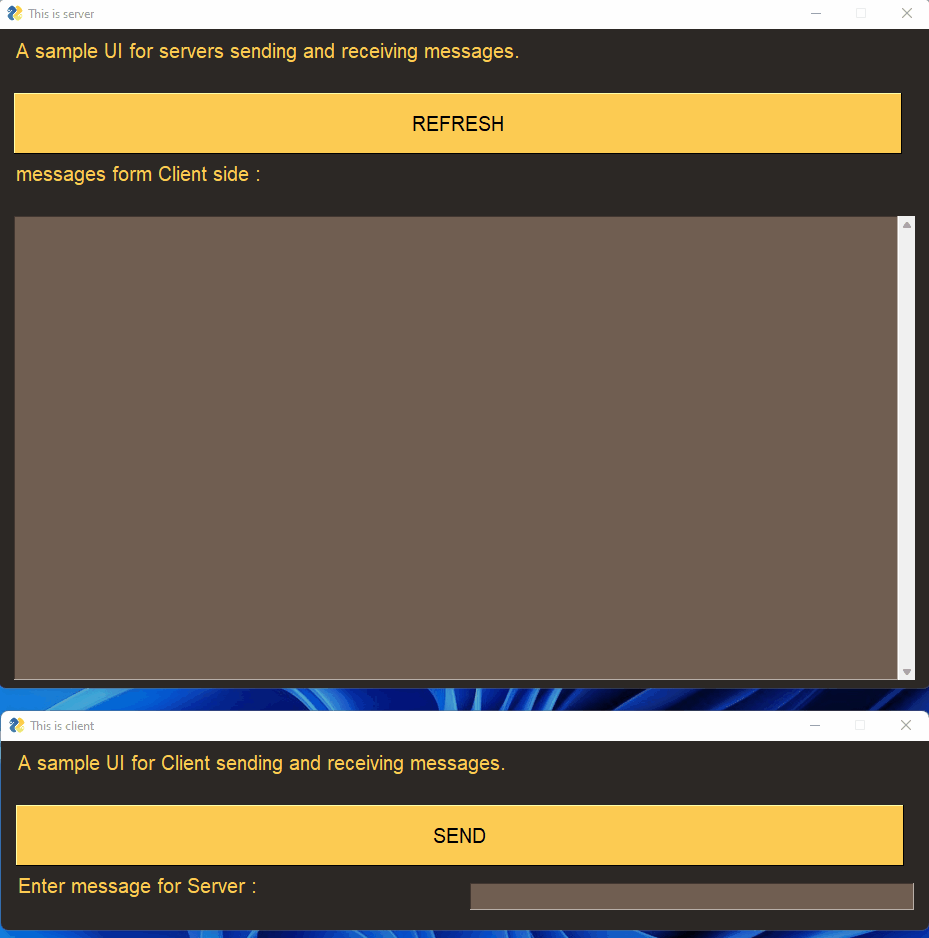 This is server
A sample UI for servers sending and receiving messages.
REFRESH
messages form Client side :
This is client
A sample UI for Client sending and receiving messages.
SEND
Enter message for Server :